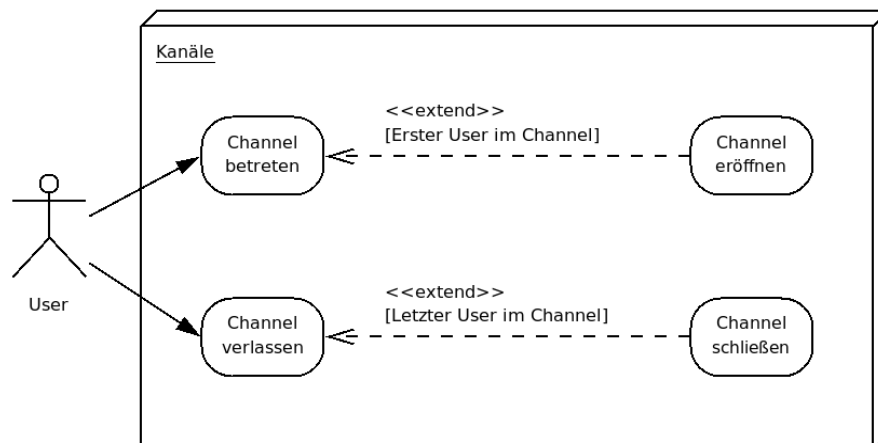 Kanäle
<<extend>>
[Erster User im Channel]
Channel
betreten
Channel
eröffnen
User
<<extend>>
[Letzter User im Channel]
Channel
verlassen
Channel
schließen